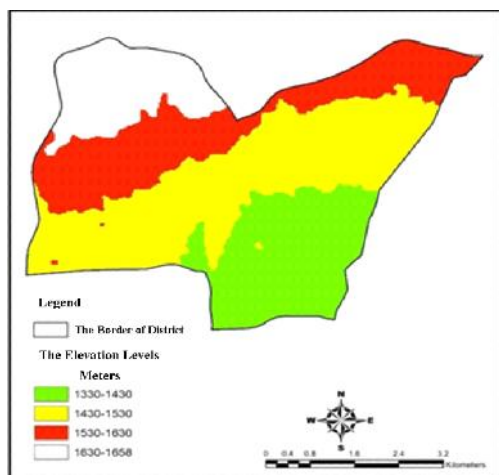 Legend
The Border of District
The Elevation Levels
Meters
1330-1430
1430-1530
1530-1630
1630-1658
N
W E
S
0 0.4 0.8 1.6 2.4 3.2
Kilometers